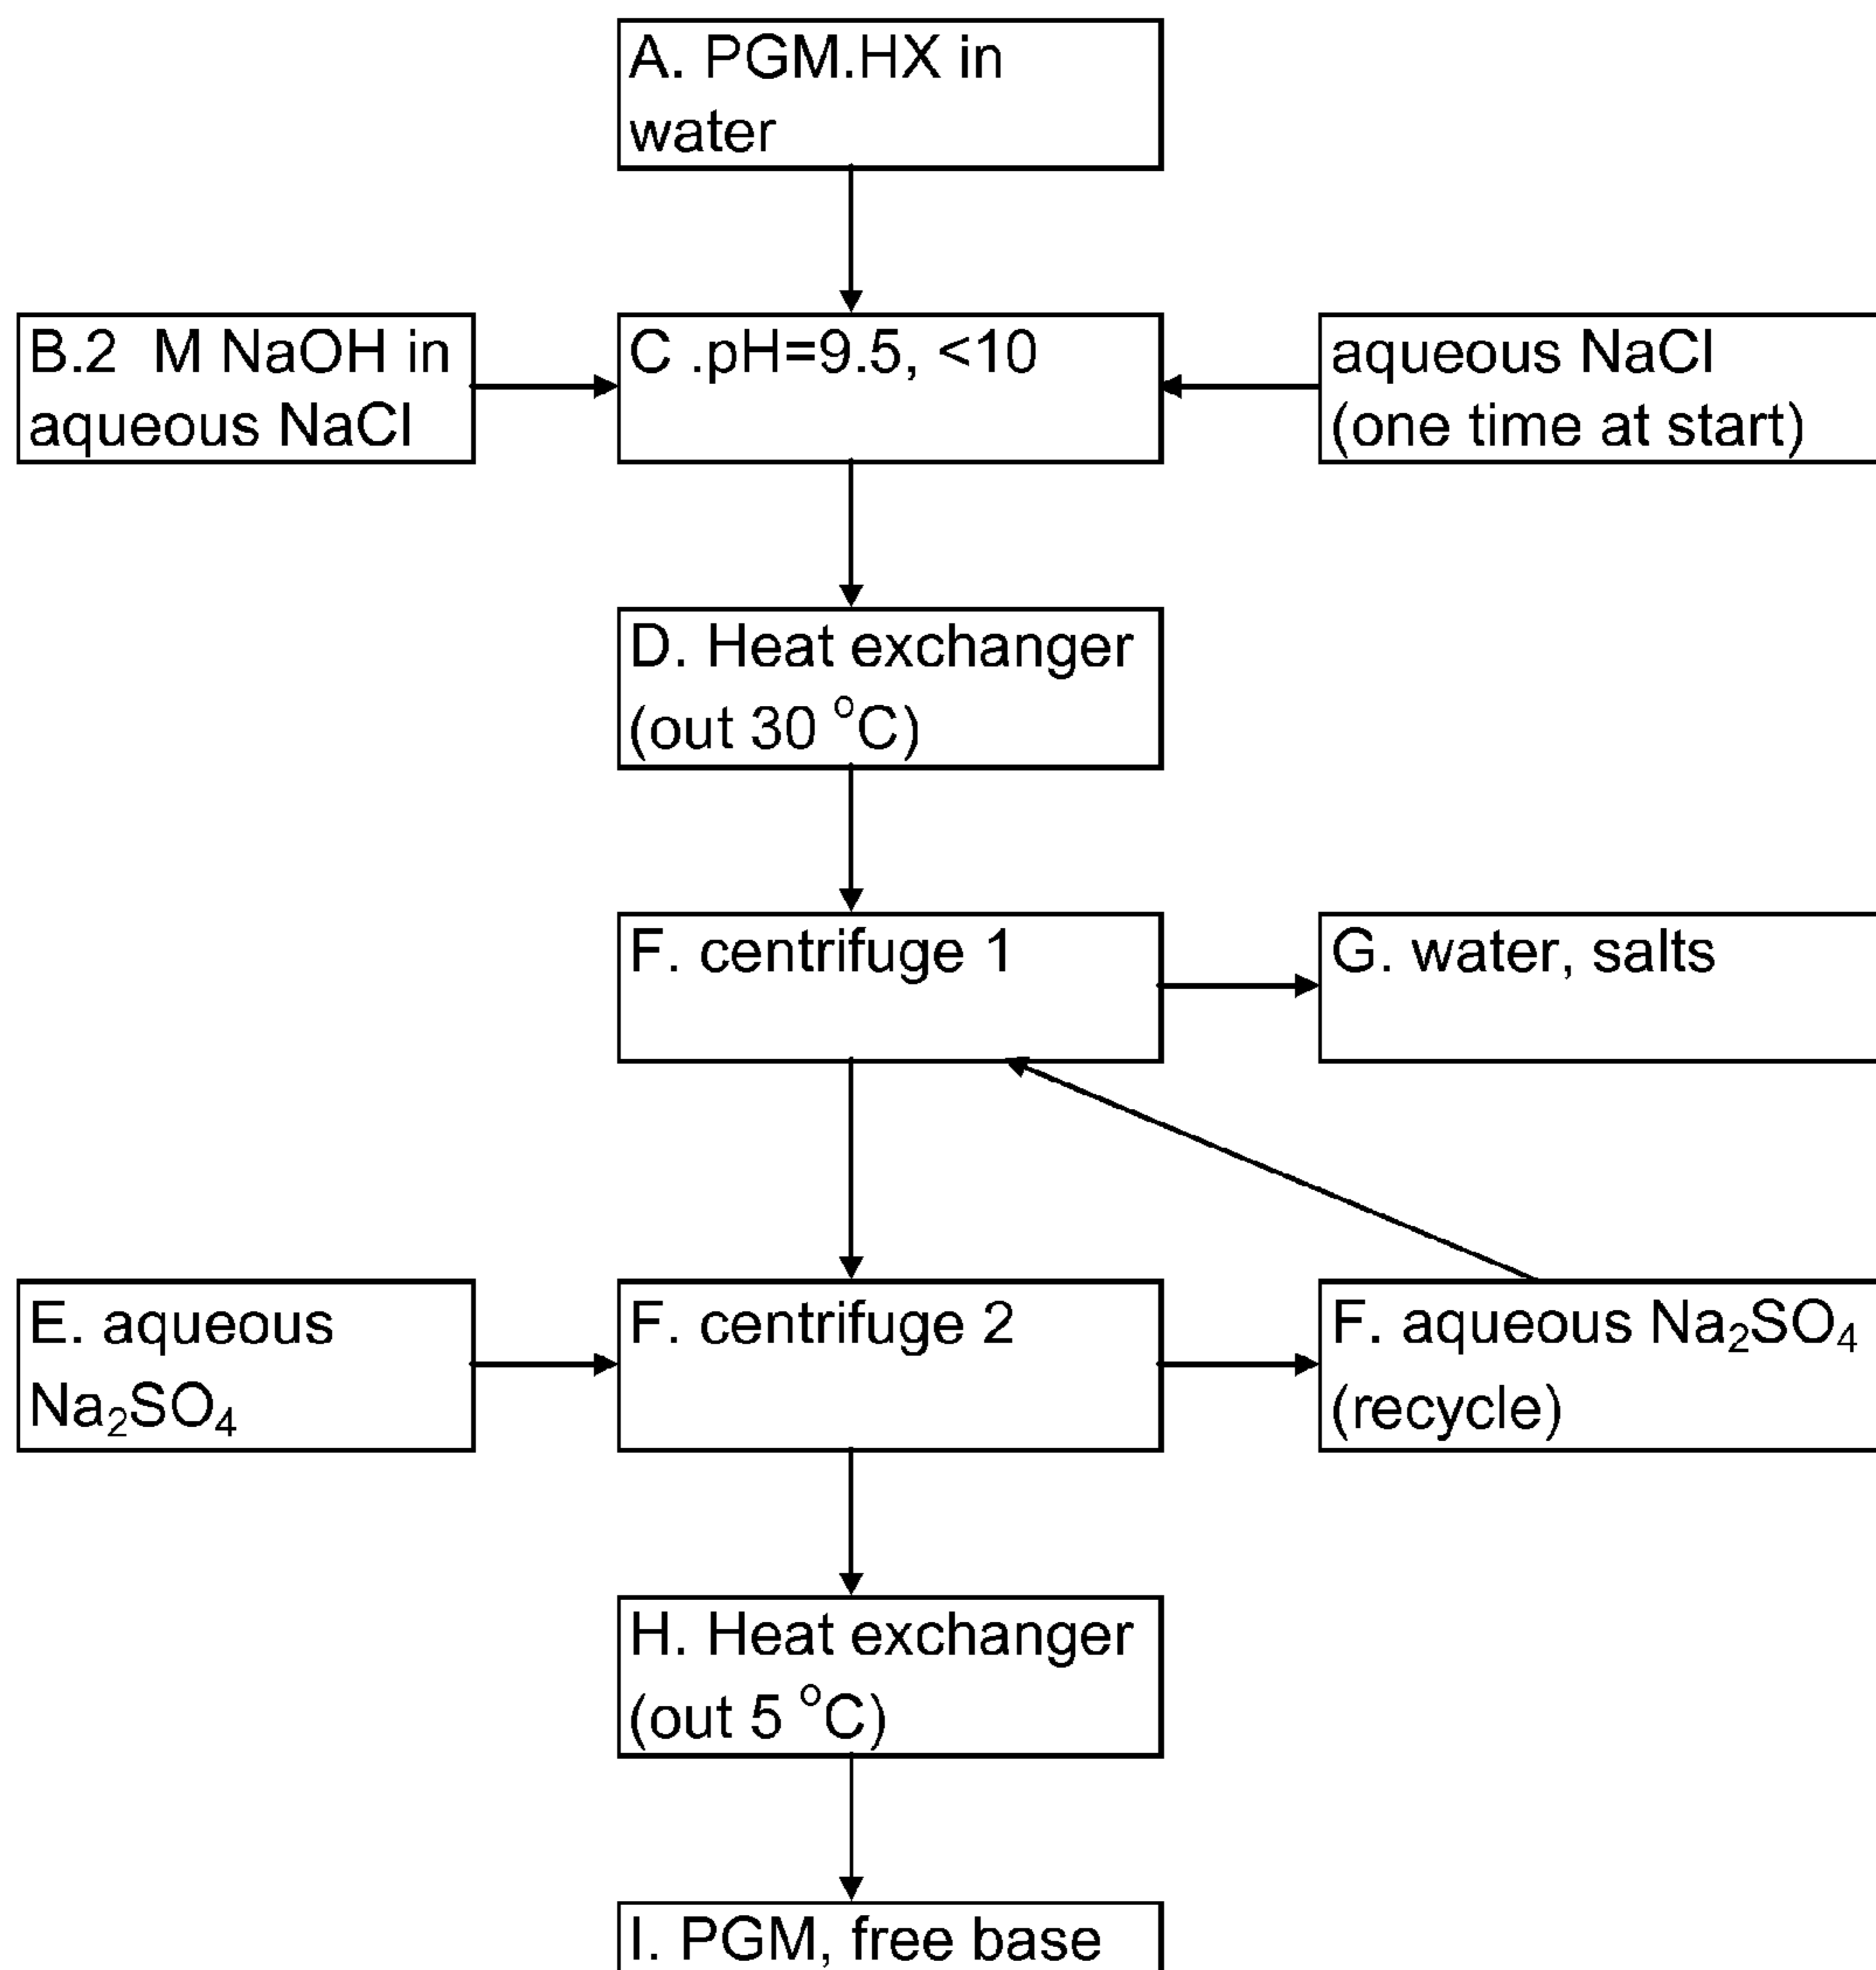 A. PGM.HX in
water
B.2  M NaOH in
aqueous NaCl
C .pH=9.5, <10
aqueous NaCl
(one time at start)
D. Heat exchanger
(out 30 °C)
F. centrifuge 1
G. water, salts
E. aqueous
Na₂SO₄
F. centrifuge 2
F. aqueous Na₂SO₄
(recycle)
H. Heat exchanger
(out 5 °C)
I. PGM, free base